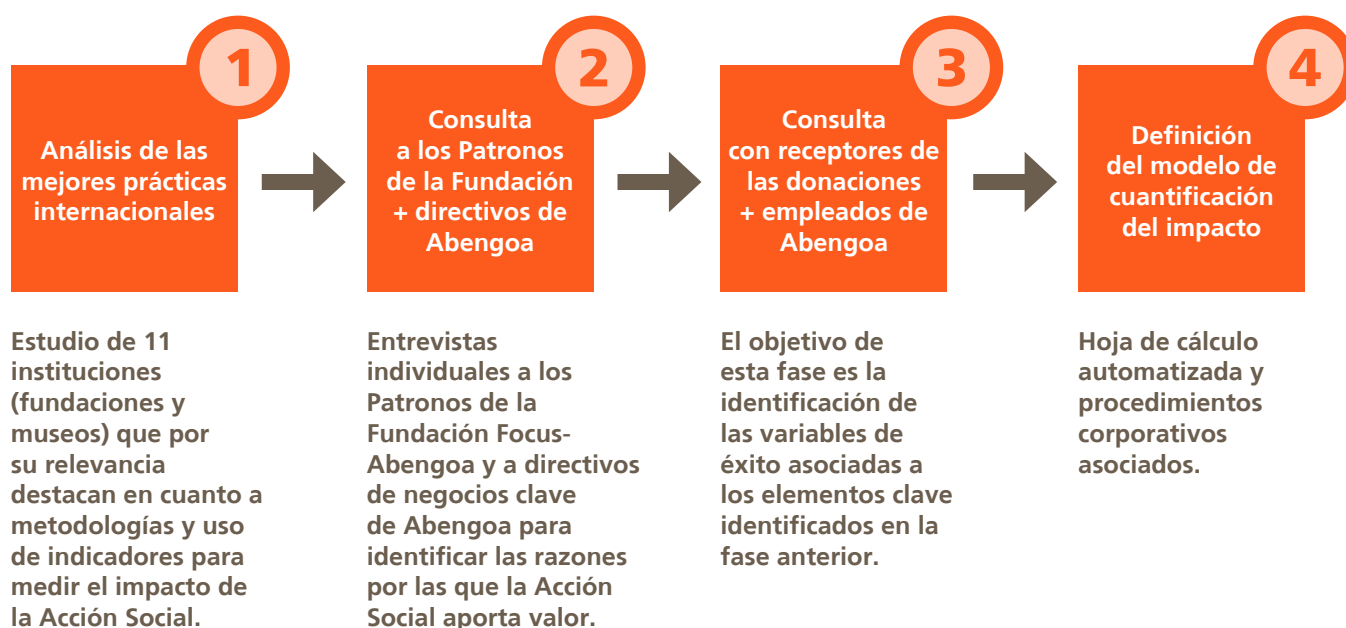 1
Análisis de las
mejores prácticas
internacionales
Estudio de 11
instituciones
(fundaciones y
museos) que por
su relevancia
destacan en cuanto a
metodologías y uso
de indicadores para
medir el impacto de
la Acción Social.
2
Consulta
a los Patronos
de la Fundación
+ directivos de
Abengoa
Entrevistas
individuales a los
Patronos de la
Fundación Focus-
Abengoa y a directivos
de negocios clave
de Abengoa para
identificar las razones
por las que la Acción
Social aporta valor.
3
Consulta
con receptores de
las donaciones
+ empleados de
Abengoa
El objetivo de
esta fase es la
identificación de
las variables de
éxito asociadas a
los elementos clave
identificados en la
fase anterior.
4
Definición
del modelo de
cuantificación
del impacto
Hoja de cálculo
automatizada y
procedimientos
corporativos
asociados.